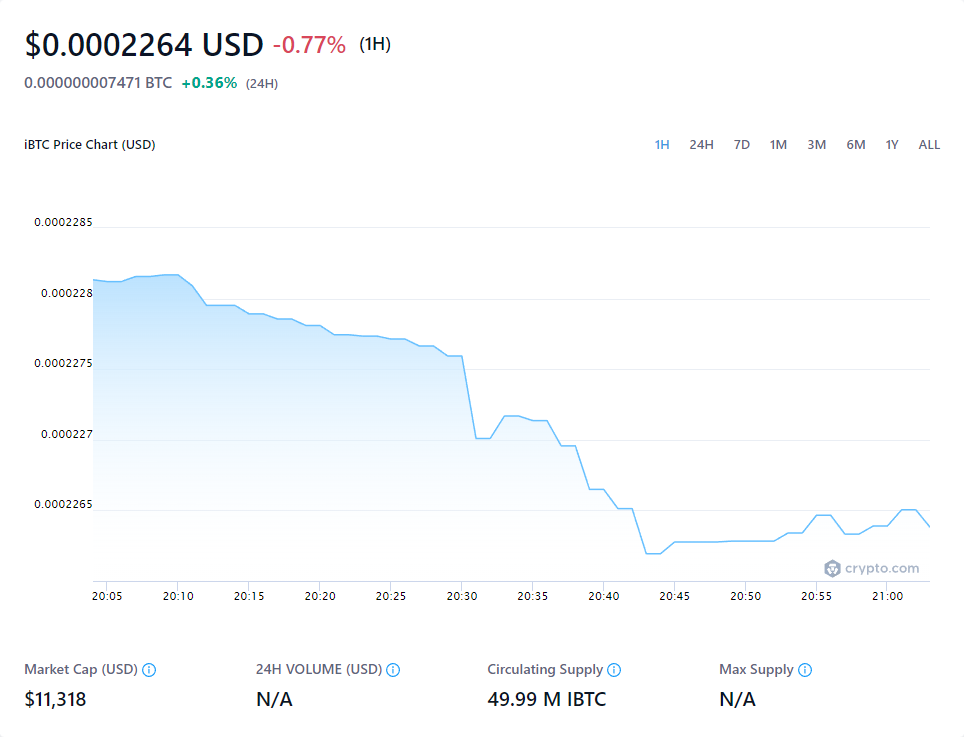 $0.0002264 USD -0.77% (1H)
0.000000007471 BTC +0.36% (24H)
iBTC Price Chart (USD) 1H 24H 7D 1M 3M 6M 1Y ALL
0.0002285
0.000228
0.0002275
0.000227
0.0002265
crypto.com
20:05 20:10 20:15 20:20 20:25 20:30 20:35 20:40 20:45 20:50 20:55 21:00
Market Cap (USD) 24H VOLUME (USD) Circulating Supply Max Supply
$11,318 N/A 49.99 M IBTC N/A